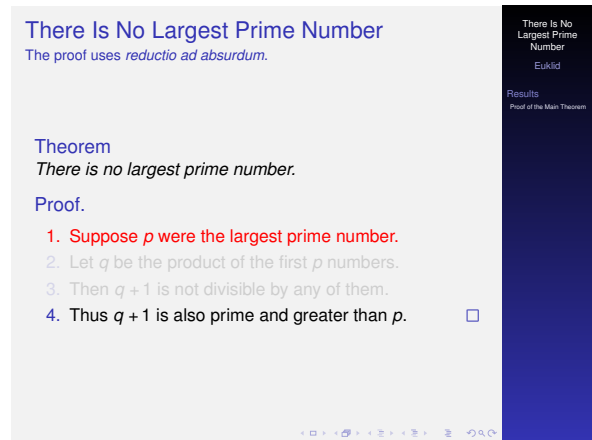 There Is No Largest Prime Number
The proof uses reductio ad absurdum.
Theorem
There is no largest prime number.
Proof.
1. Suppose p were the largest prime number.
2. Let q be the product of the first p numbers.
3. Then q + 1 is not divisible by any of them.
4. Thus q + 1 is also prime and greater than p.
There Is No
Largest Prime
Number
Euklid
Results
Proof of the Main Theorem